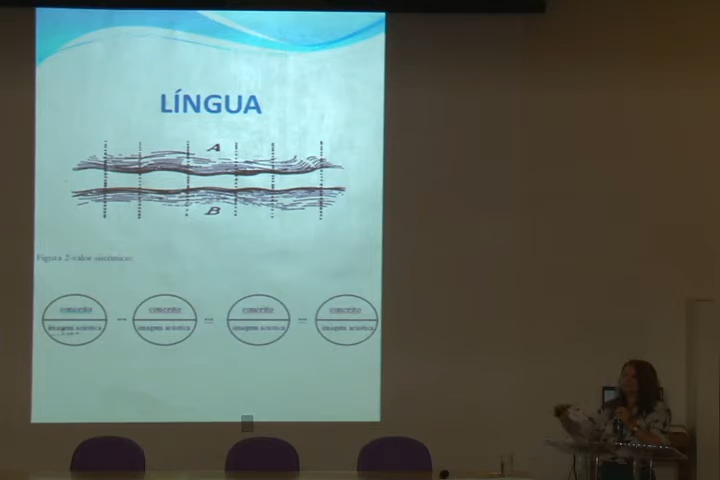 LÍNGUA
A
B
Figura 2-valor sistêmico:
conceito conceito conceito conceito
imagem acústica imagem acústica imagem acústica imagem acústica